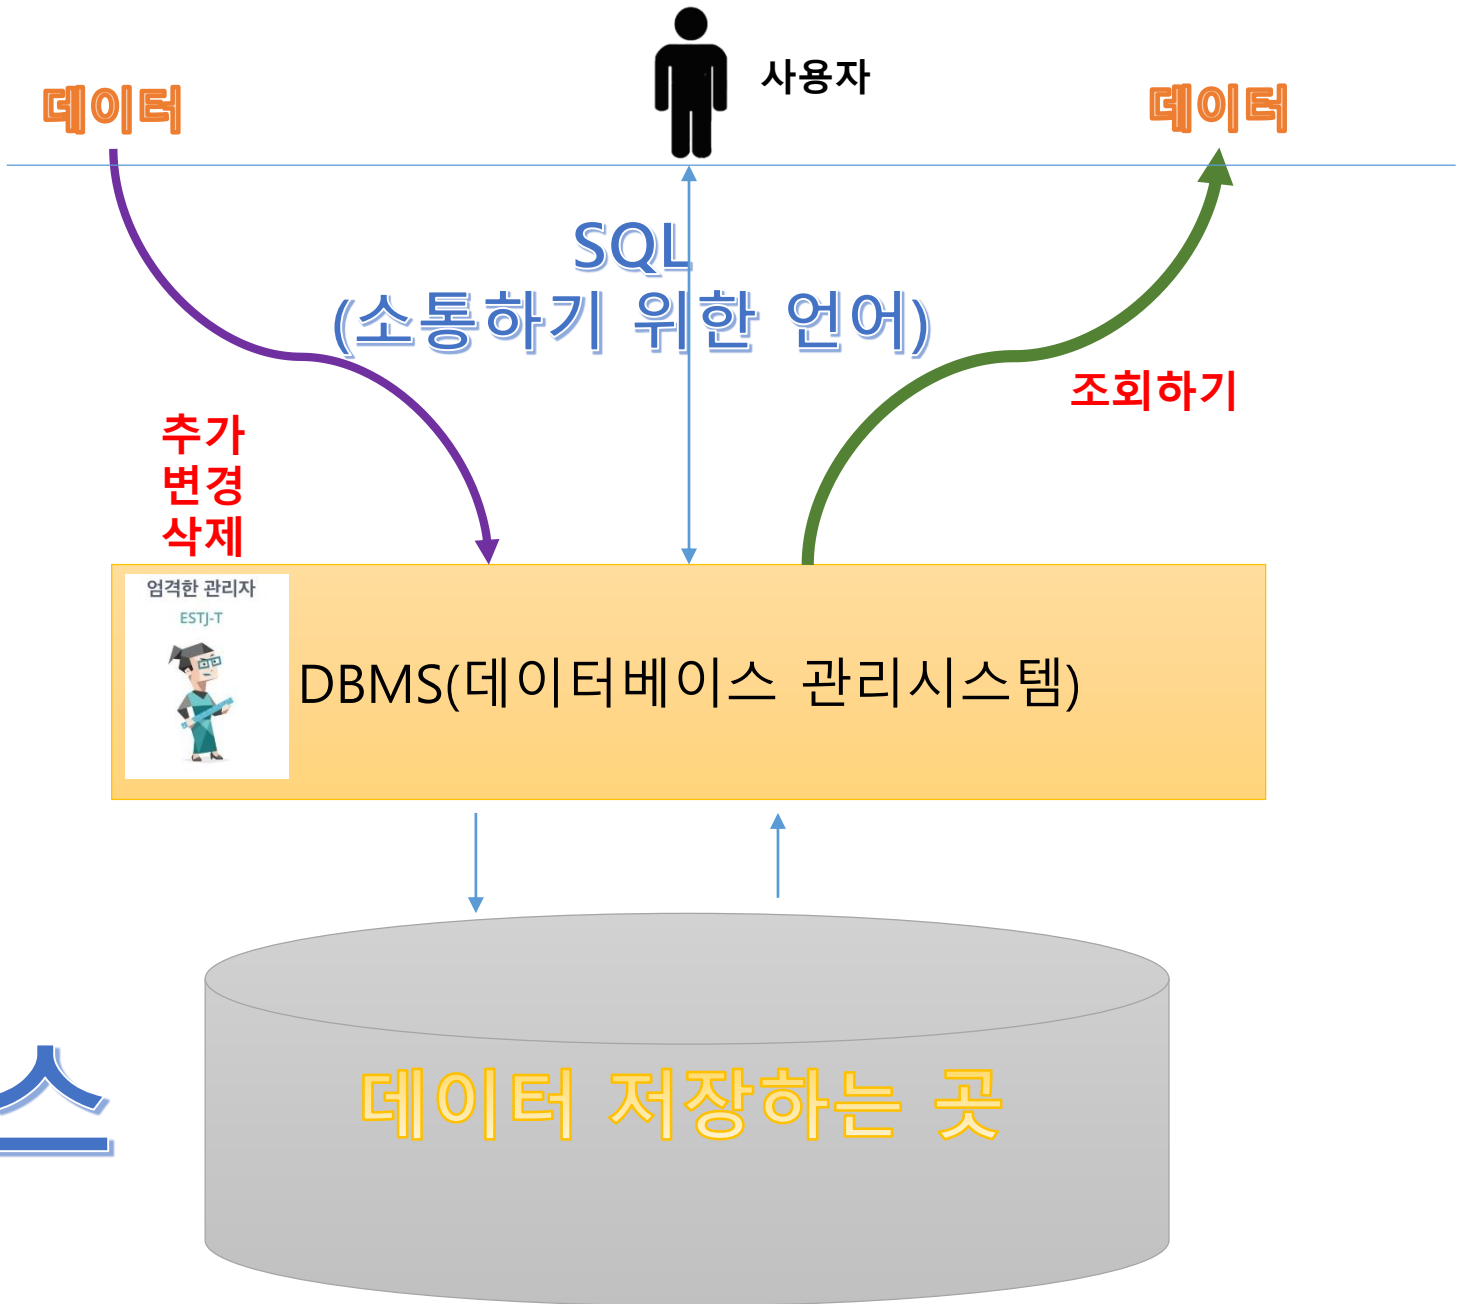 사용자
데이터
데이터
SQL
(소통하기 위한 언어)
조회하기
추가
변경
삭제
엄격한 관리자
ESTJ-T
DBMS(데이터베이스 관리시스템)
스
데이터 저장하는 곳